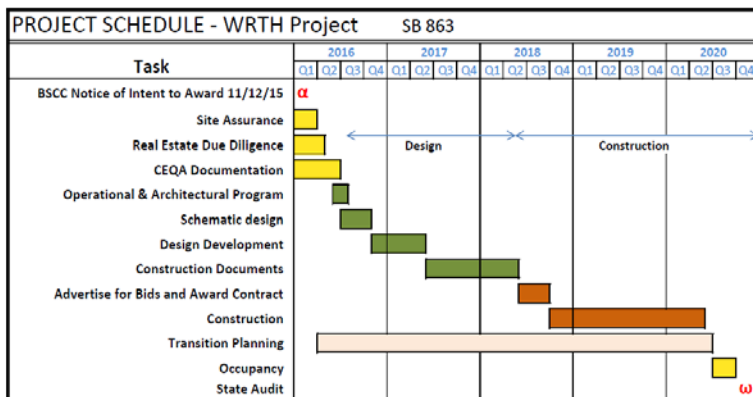 PROJECT SCHEDULE - WRTH Project SB 863
2016 2017 2018 2019 2020
Task
Q1 Q2 Q3 Q4 Q1 Q2 Q3 Q4 Q1 Q2 Q3 Q4 Q1 Q2 Q3 Q4 Q1 Q2 Q3 Q4
BSCC Notice of Intent to Award 11/12/15 α
Site Assurance
Real Estate Due Diligence Design Construction
CEQA Documentation
Operational & Architectural Program
Schematic design
Design Development
Construction Documents
Advertise for Bids and Award Contract
Construction
Transition Planning
Occupancy
State Audit ω